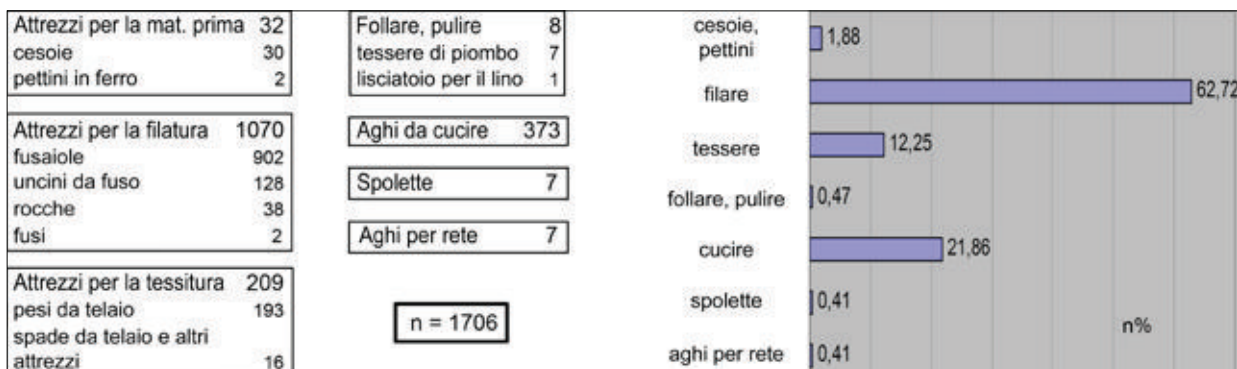 Attrezzi per la mat. prima 32
cesoie 30
pettini in ferro 2
Attrezzi per la filatura 1070
fusaiole 902
uncini da fuso 128
rocche 38
fusi 2
Attrezzi per la tessitura 209
pesi da telaio 193
spade da telaio e altri
attrezzi 16
Follare, pulire 8
tessere di piombo 7
lisciatoio per il lino 1
Aghi da cucire 373
Spolette 7
Aghi per rete 7
n = 1706
cesoie,
pettini 1,88
filare 62,72
tessere 12,25
follare, pulire 0,47
cucire 21,86
spolette 0,41
n%
aghi per rete 0,41